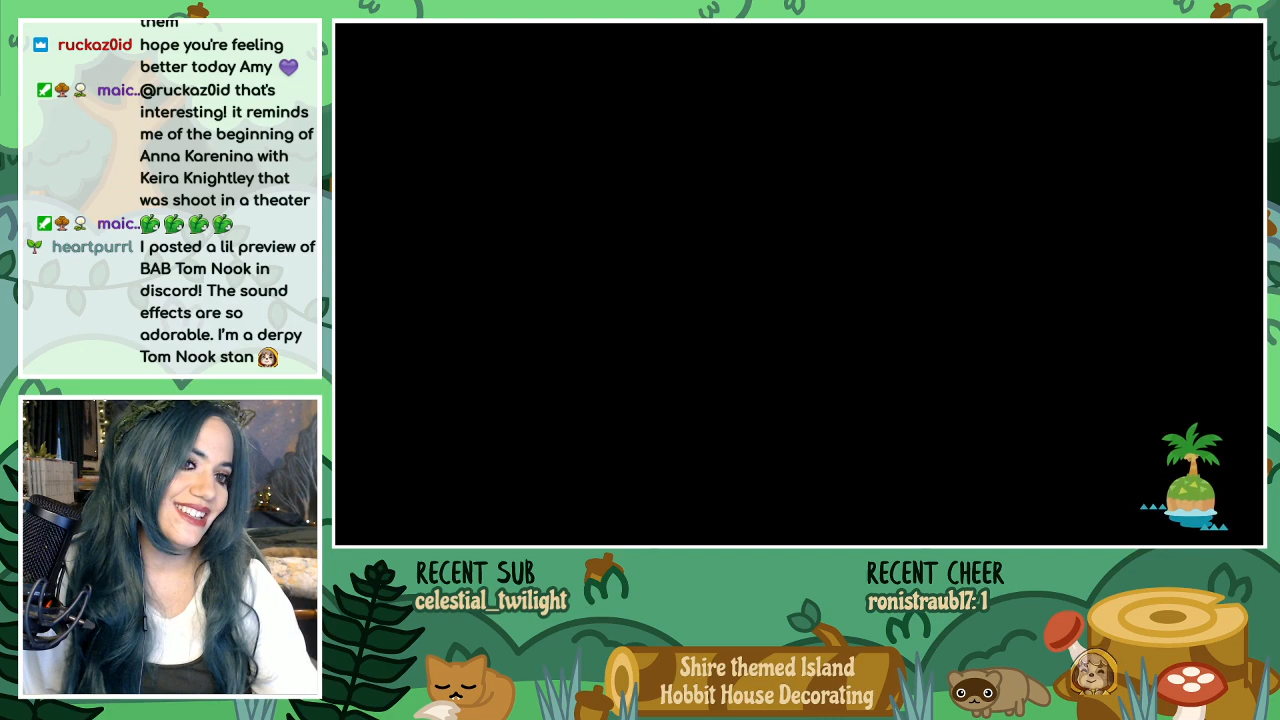 them
ruckaz0id hope you're feeling
better today Amy
maic.. @ruckaz0id that's
interesting! it reminds
me of the beginning of
Anna Karenina with
Keira Knightley that
was shoot in a theater
maic..
heartpurrl I posted a lil preview of
BAB Tom Nook in
discord! The sound
effects are so
adorable. I'm a derpy
Tom Nook stan
RECENT SUB
celestial_twilight
RECENT CHEER
ronistraub17: 1
Shire themed Island
Hobbit House Decorating